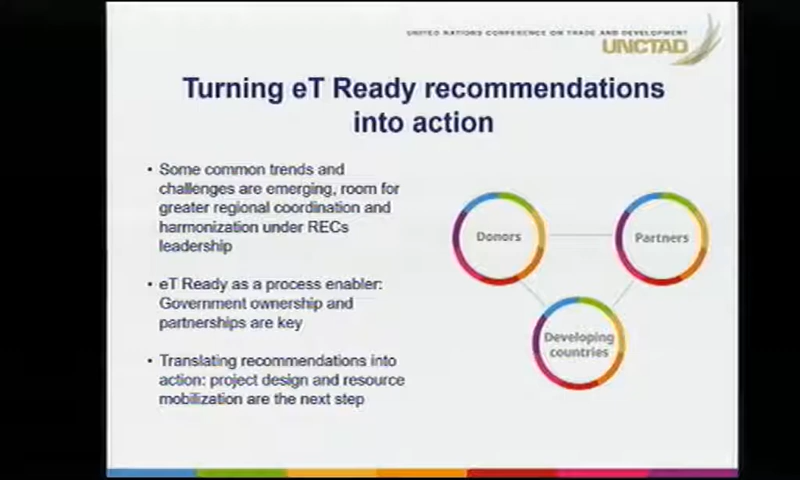 UNITED NATIONS CONFERENCE ON TRADE AND DEVELOPMENT
UNCTAD
Turning eT Ready recommendations
into action
• Some common trends and
challenges are emerging, room for
greater regional coordination and
harmonization under RECs
leadership
• eT Ready as a process enabler:
Government ownership and
partnerships are key
• Translating recommendations into
action: project design and resource
mobilization are the next step
Donors
Partners
Developing
countries